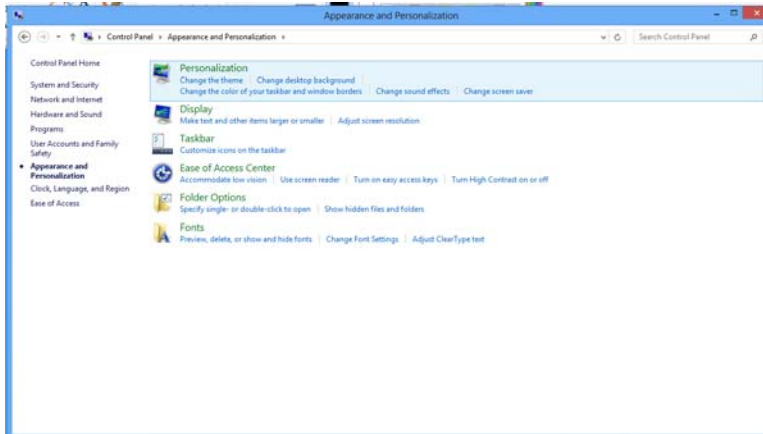 Appearance and Personalization
Control Panel Appearance and Personalization
Search Control Panel
Control Panel Home
System and Security
Network and Internet
Hardware and Sound
Programs
User Accounts and Family
Safety
Appearance and
Personalization
Clock, Language, and Region
Ease of Access
Personalization
Change the theme Change desktop background
Change the color of your taskbar and window borders Change sound effects Change screen saver
Display
Make text and other items larger or smaller Adjust screen resolution
Taskbar
Customize icons on the taskbar
Ease of Access Center
Accommodate low vision Use screen reader Turn on easy access keys Turn High Contrast on or off
Folder Options
Specify single- or double-click to open Show hidden files and folders
Fonts
Preview, delete, or show and hide fonts Change Font Settings Adjust ClearType text